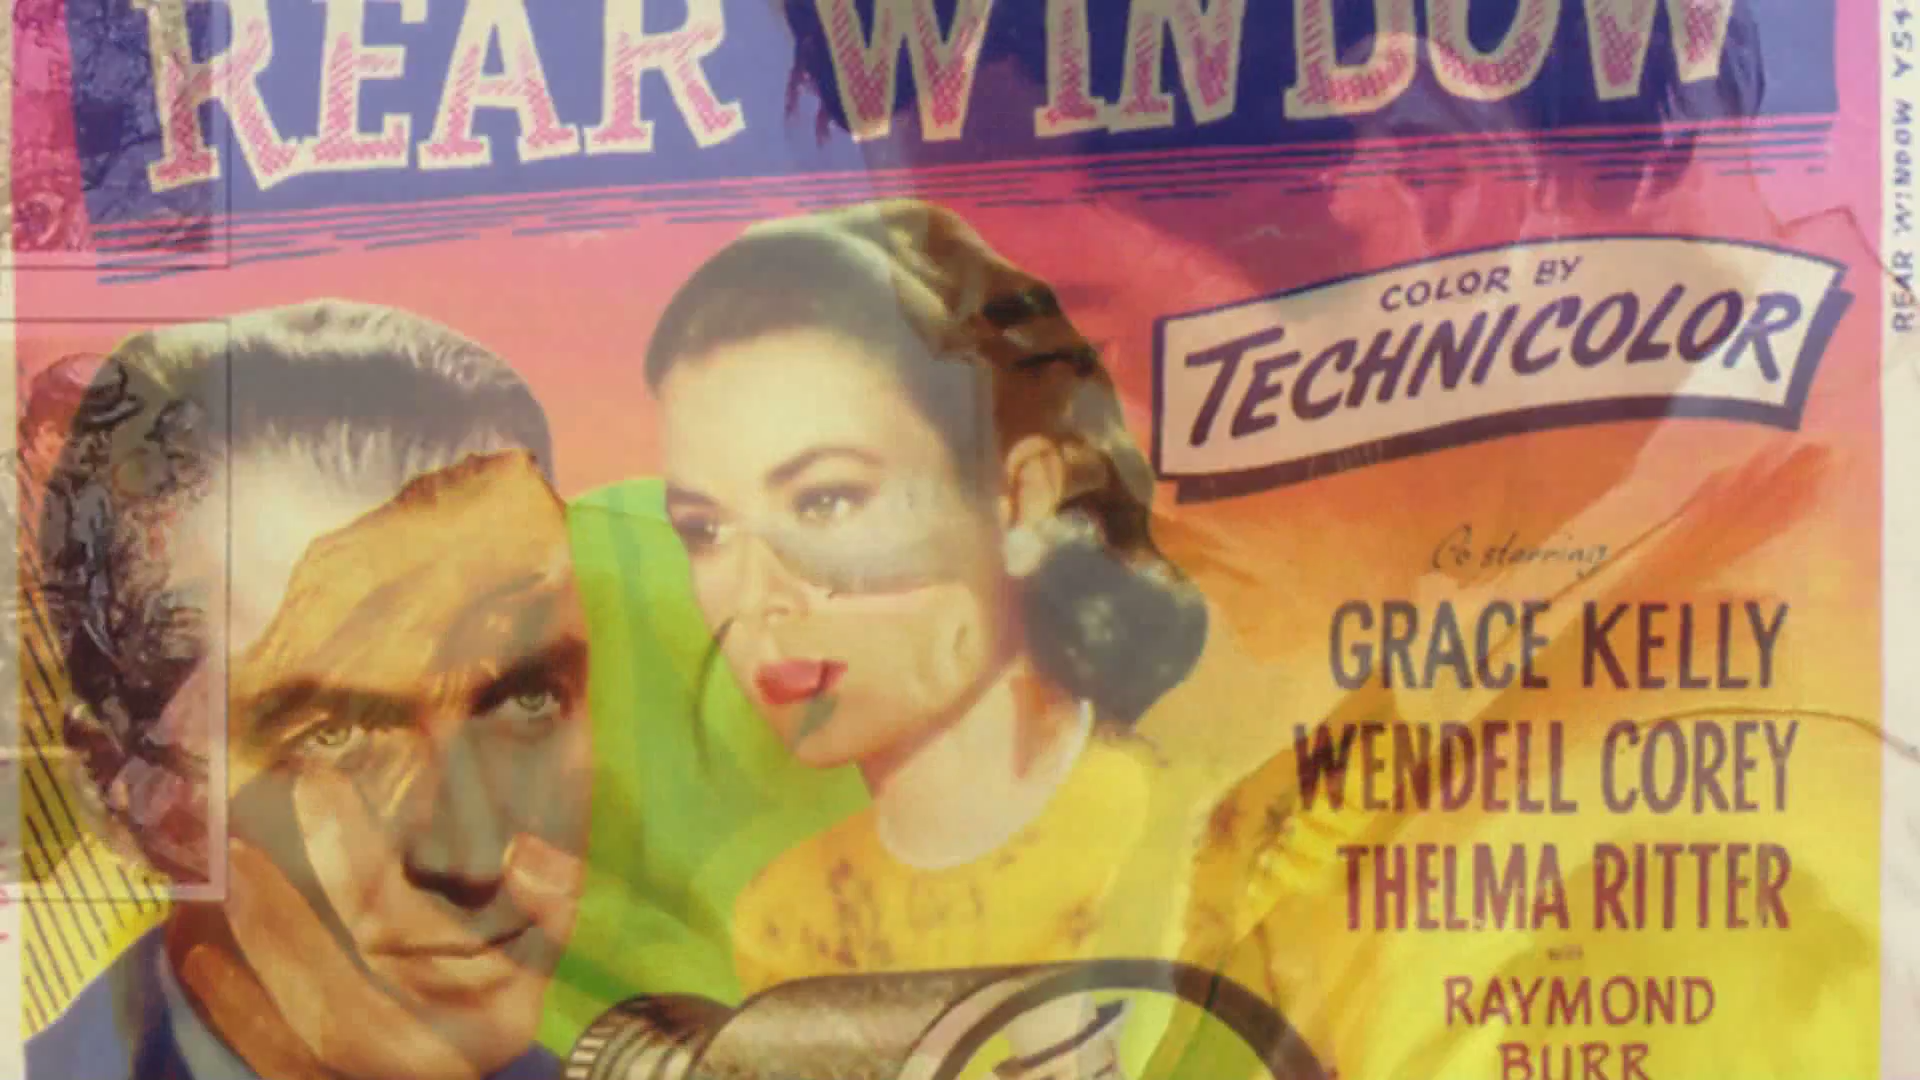 REAR WINDOW
COLOR BY
TECHNICOLOR
Co-starring
GRACE KELLY
WENDELL COREY
THELMA RITTER
with
RAYMOND
BURR
REAR WINDOW